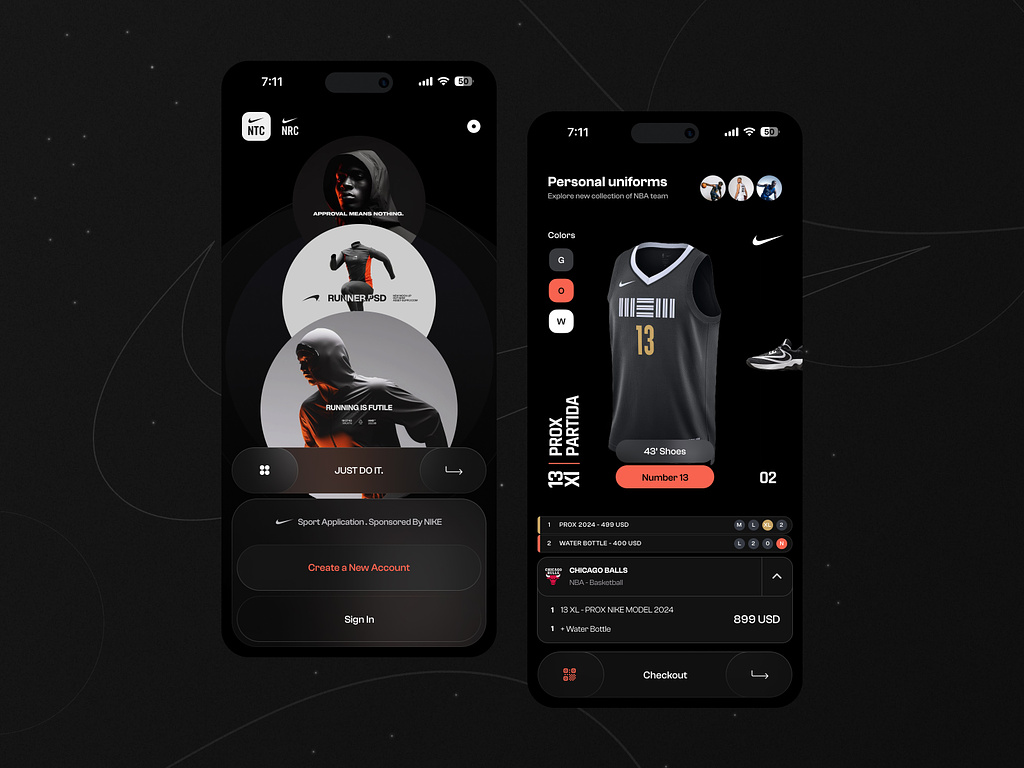 7:11
50
NTC
NRC
APPROVAL MEANS NOTHING.
RUNNER.PSD
RUNNING IS FUTILE
JUST DO IT.
Sport Application . Sponsored By NIKE
Create a New Account
Sign In
7:11
50
Personal uniforms
Explore new collection of NBA team
Colors
G
O
W
MEM
13
13 | PROX
XI | PARTIDA
43' Shoes
Number 13
02
1 PROX 2024 - 499 USD M L XL 2
2 WATER BOTTLE - 400 USD L 2 0 N
CHICAGO BULLS
CHICAGO BALLS
NBA - Basketball
1 13 XL - PROX NIKE MODEL 2024
1 + Water Bottle
899 USD
Checkout